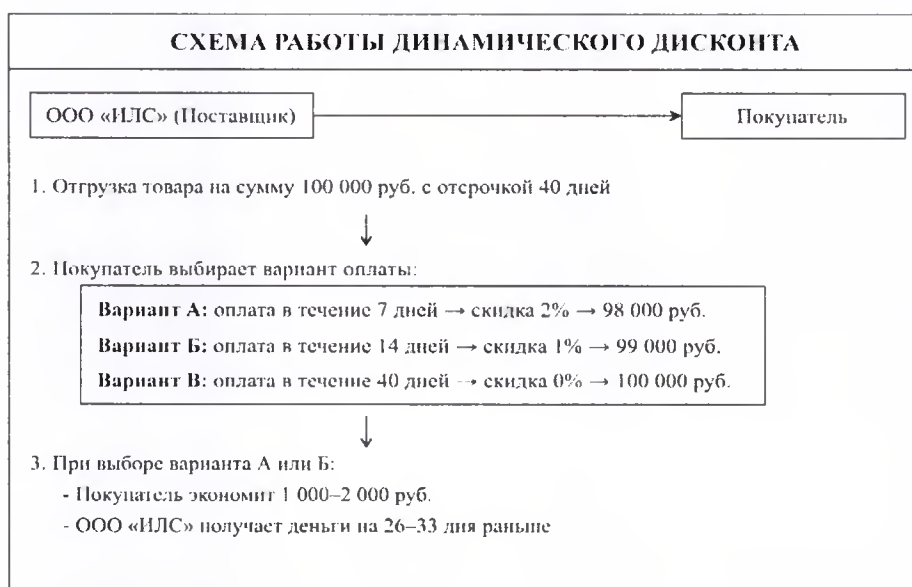 СХЕМА РАБОТЫ ДИНАМИЧЕСКОГО ДИСКОНТА
ООО «ИЛС» (Поставщик)
Покупатель
1. Отгрузка товара на сумму 100 000 руб. с отсрочкой 40 дней
2. Покупатель выбирает вариант оплаты:
Вариант А: оплата в течение 7 дней → скидка 2% → 98 000 руб.
Вариант Б: оплата в течение 14 дней → скидка 1% → 99 000 руб.
Вариант В: оплата в течение 40 дней → скидка 0% → 100 000 руб.
3. При выборе варианта А или Б:
- Покупатель экономит 1 000–2 000 руб.
- ООО «ИЛС» получает деньги на 26–33 дня раньше